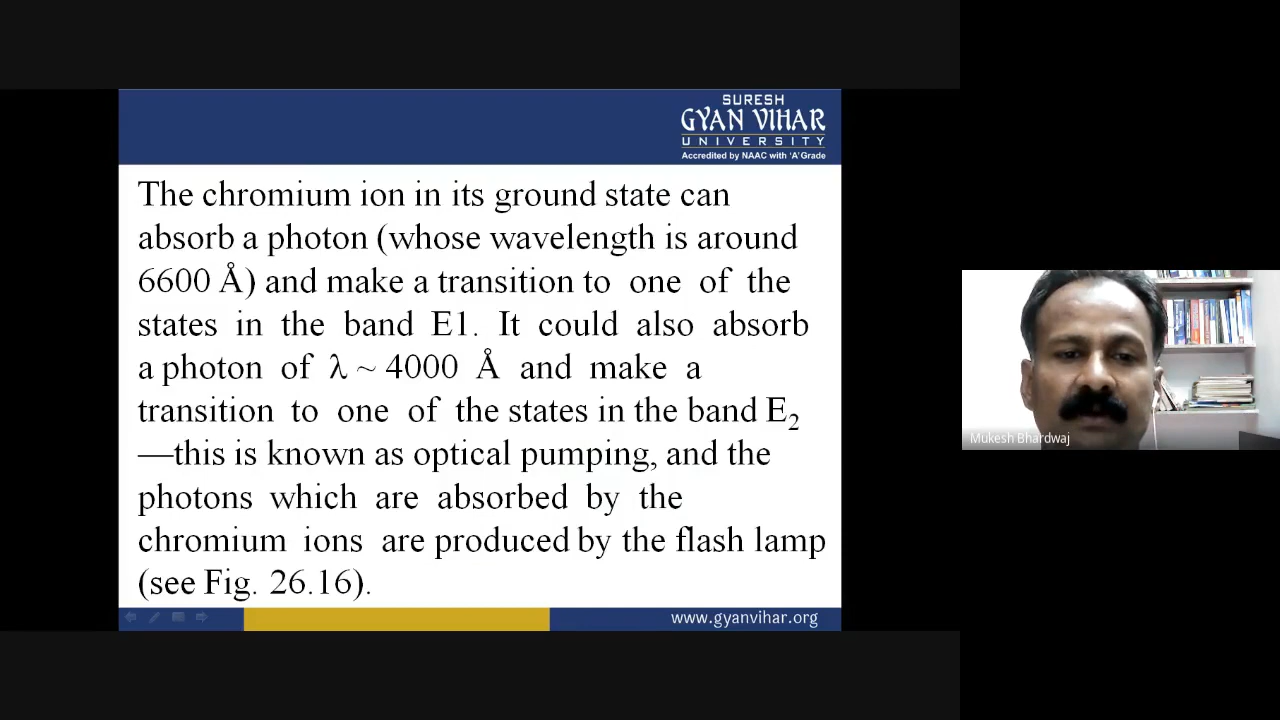 SURESH
GYAN VIHAR
UNIVERSITY
Accredited by NAAC with 'A' Grade
The chromium ion in its ground state can
absorb a photon (whose wavelength is around
6600 Å) and make a transition to one of the
states in the band E1. It could also absorb
a photon of λ ~ 4000 Å and make a
transition to one of the states in the band E₂
—this is known as optical pumping, and the
photons which are absorbed by the
chromium ions are produced by the flash lamp
(see Fig. 26.16).
www.gyanvihar.org
Mukesh Bhardwaj